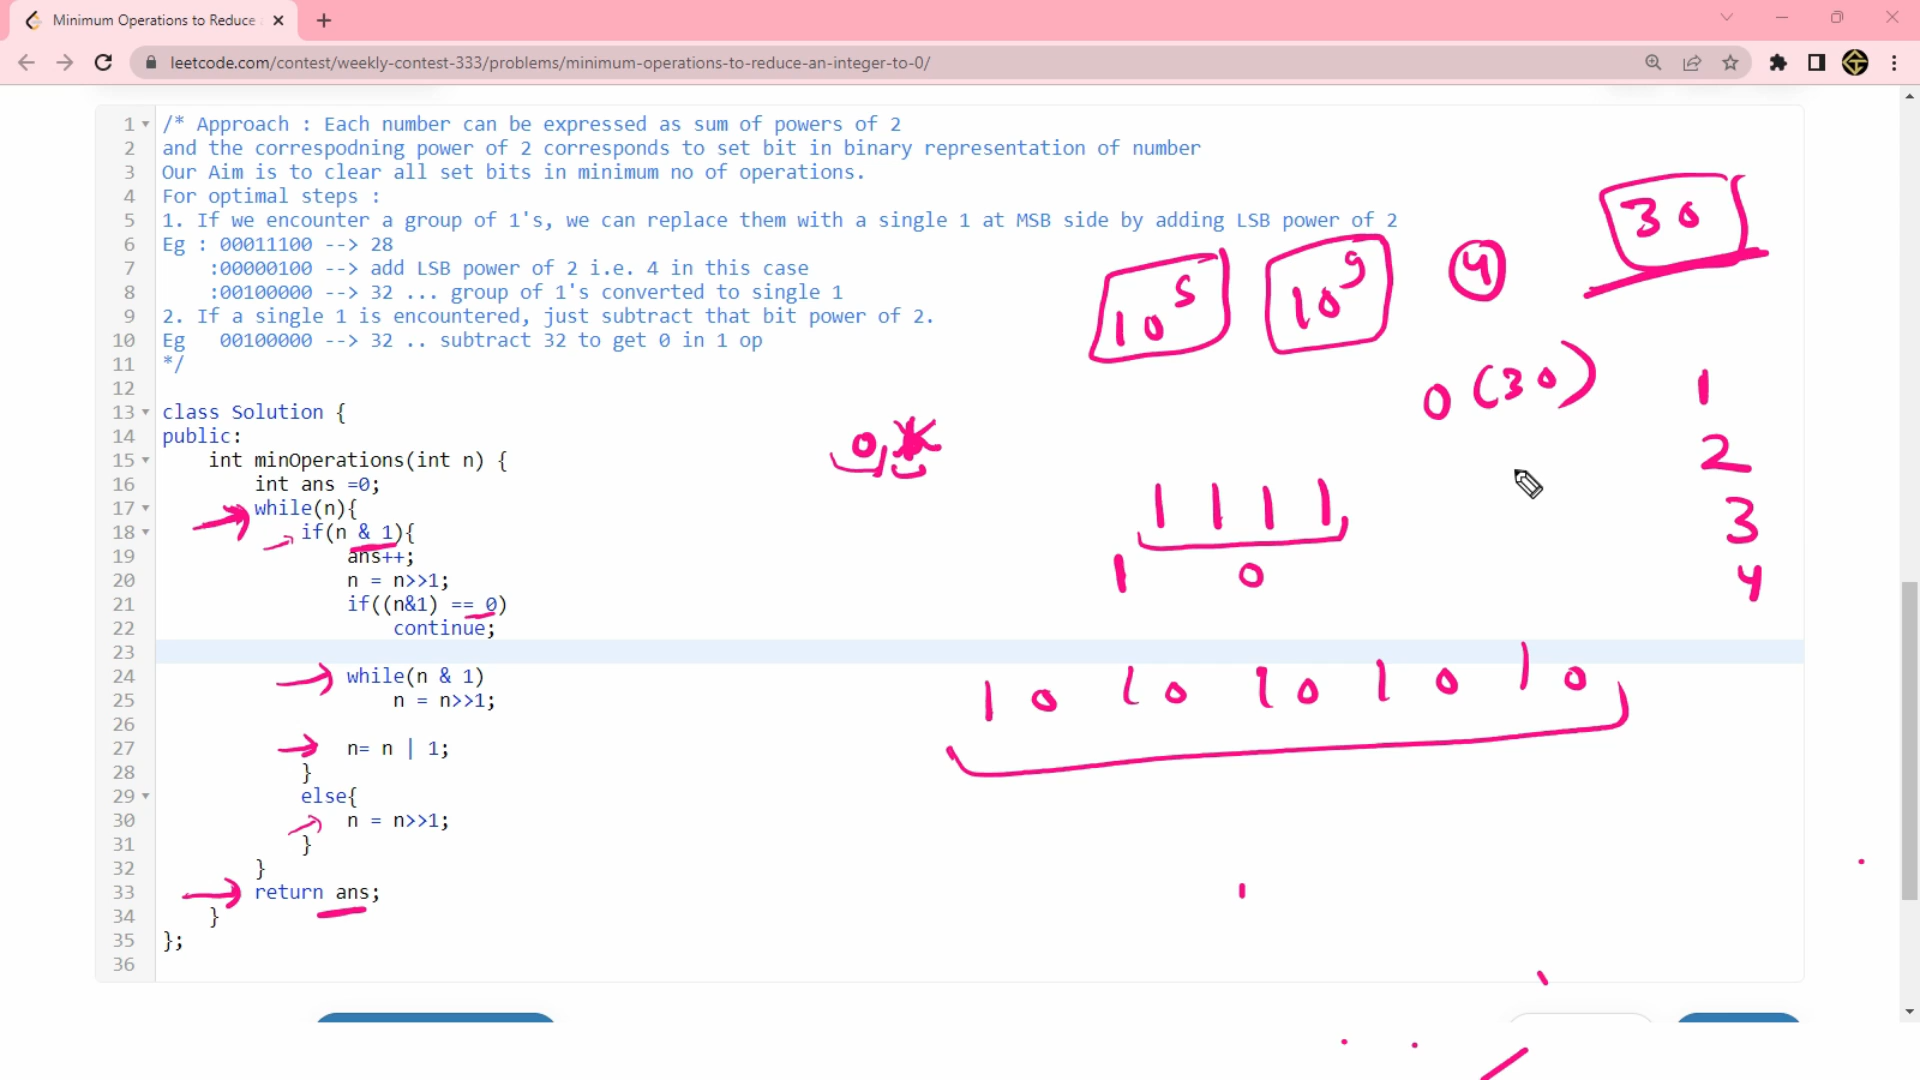 Minimum Operations to Reduce
leetcode.com/contest/weekly-contest-333/problems/minimum-operations-to-reduce-an-integer-to-0/
1 /* Approach : Each number can be expressed as sum of powers of 2
2 and the correspodning power of 2 corresponds to set bit in binary representation of number
3 Our Aim is to clear all set bits in minimum no of operations.
4 For optimal steps :
5 1. If we encounter a group of 1's, we can replace them with a single 1 at MSB side by adding LSB power of 2
6 Eg : 00011100 --> 28
7     :00000100 --> add LSB power of 2 i.e. 4 in this case
8     :00100000 --> 32 ... group of 1's converted to single 1
9 2. If a single 1 is encountered, just subtract that bit power of 2.
10 Eg   00100000 --> 32 .. subtract 32 to get 0 in 1 op
11 */
12
13 class Solution {
14 public:
15     int minOperations(int n) {
16         int ans =0;
17         while(n){
18             if(n & 1){
19                 ans++;
20                 n = n>>1;
21                 if((n&1) == 0)
22                     continue;
23
24                 while(n & 1)
25                     n = n>>1;
26
27                 n= n | 1;
28             }
29             else{
30                 n = n>>1;
31             }
32         }
33         return ans;
34     }
35 };
36
30
10^5 10^9 4
0 (30)
1
2
3
4
0,
1 1 1 1
1 0
1 0 1 0 1 0 1 0 1 0